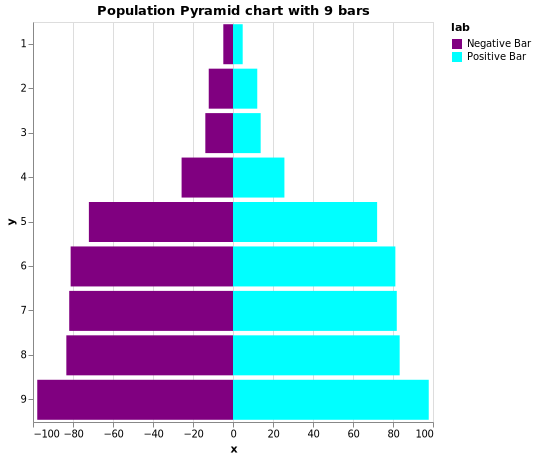 Population Pyramid chart with 9 bars
lab
Negative Bar
Positive Bar
y
1
2
3
4
5
6
7
8
9
−100 −80 −60 −40 −20 0 20 40 60 80 100
x